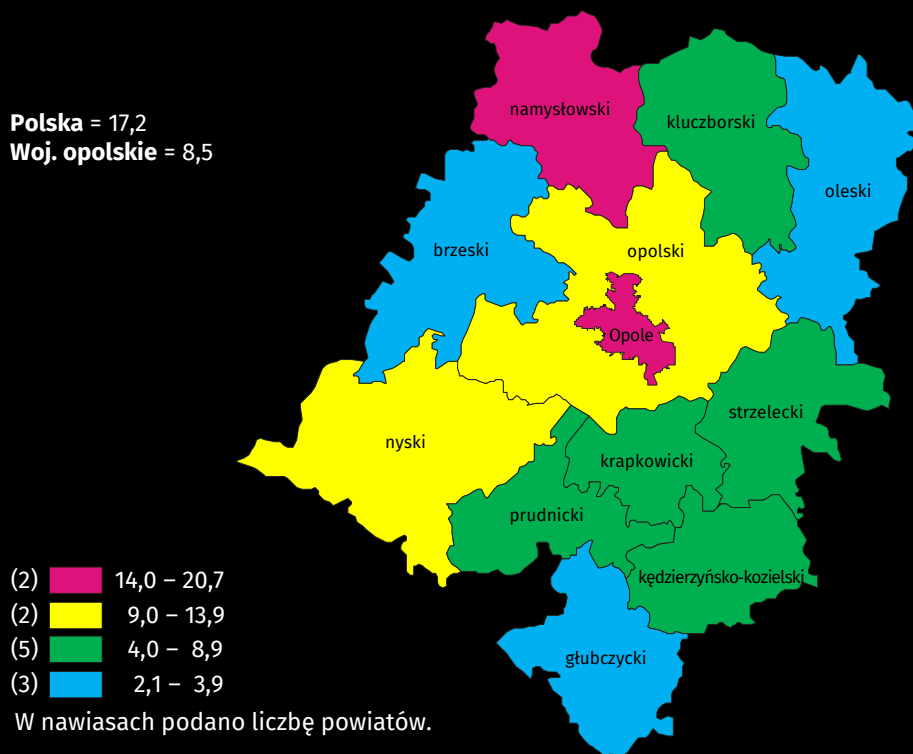 Polska = 17,2
Woj. opolskie = 8,5
namysłowski
kluczborski
oleski
brzeski
opolski
Opole
strzelecki
nyski
krapkowicki
prudnicki
kędzierzyńsko-kozielski
głubczycki
(2) 14,0 – 20,7
(2) 9,0 – 13,9
(5) 4,0 – 8,9
(3) 2,1 – 3,9
W nawiasach podano liczbę powiatów.